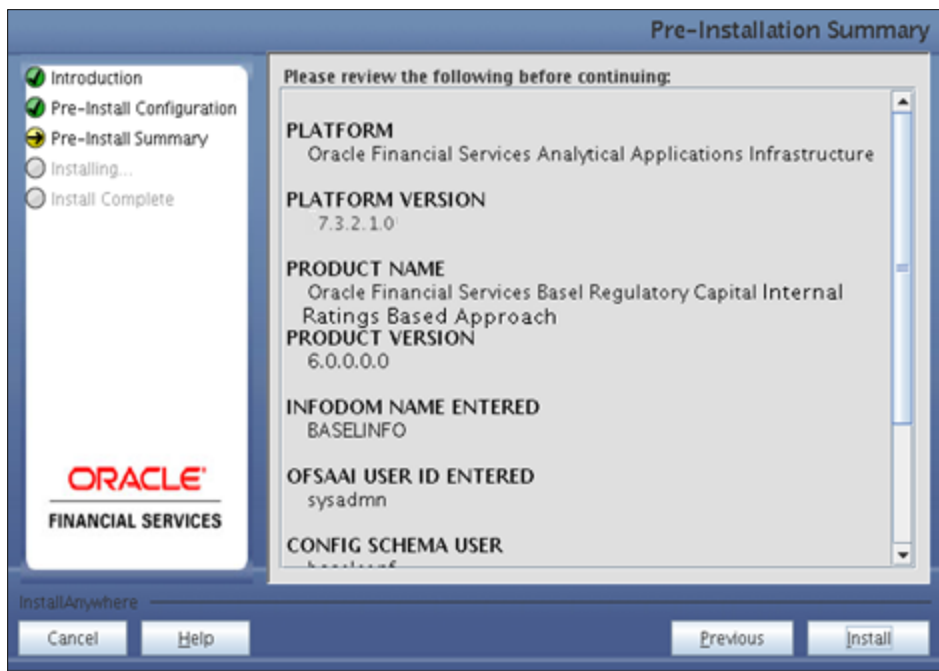 Pre-Installation Summary
Introduction
Pre-Install Configuration
Pre-Install Summary
Installing...
Install Complete
ORACLE®
FINANCIAL SERVICES
Please review the following before continuing:
PLATFORM
Oracle Financial Services Analytical Applications Infrastructure
PLATFORM VERSION
7.3.2.1.0
PRODUCT NAME
Oracle Financial Services Basel Regulatory Capital Internal
Ratings Based Approach
PRODUCT VERSION
6.0.0.0.0
INFODOM NAME ENTERED
BASELINFO
OFSAAI USER ID ENTERED
sysadmn
CONFIG SCHEMA USER
InstallAnywhere
Cancel
Help
Previous
Install